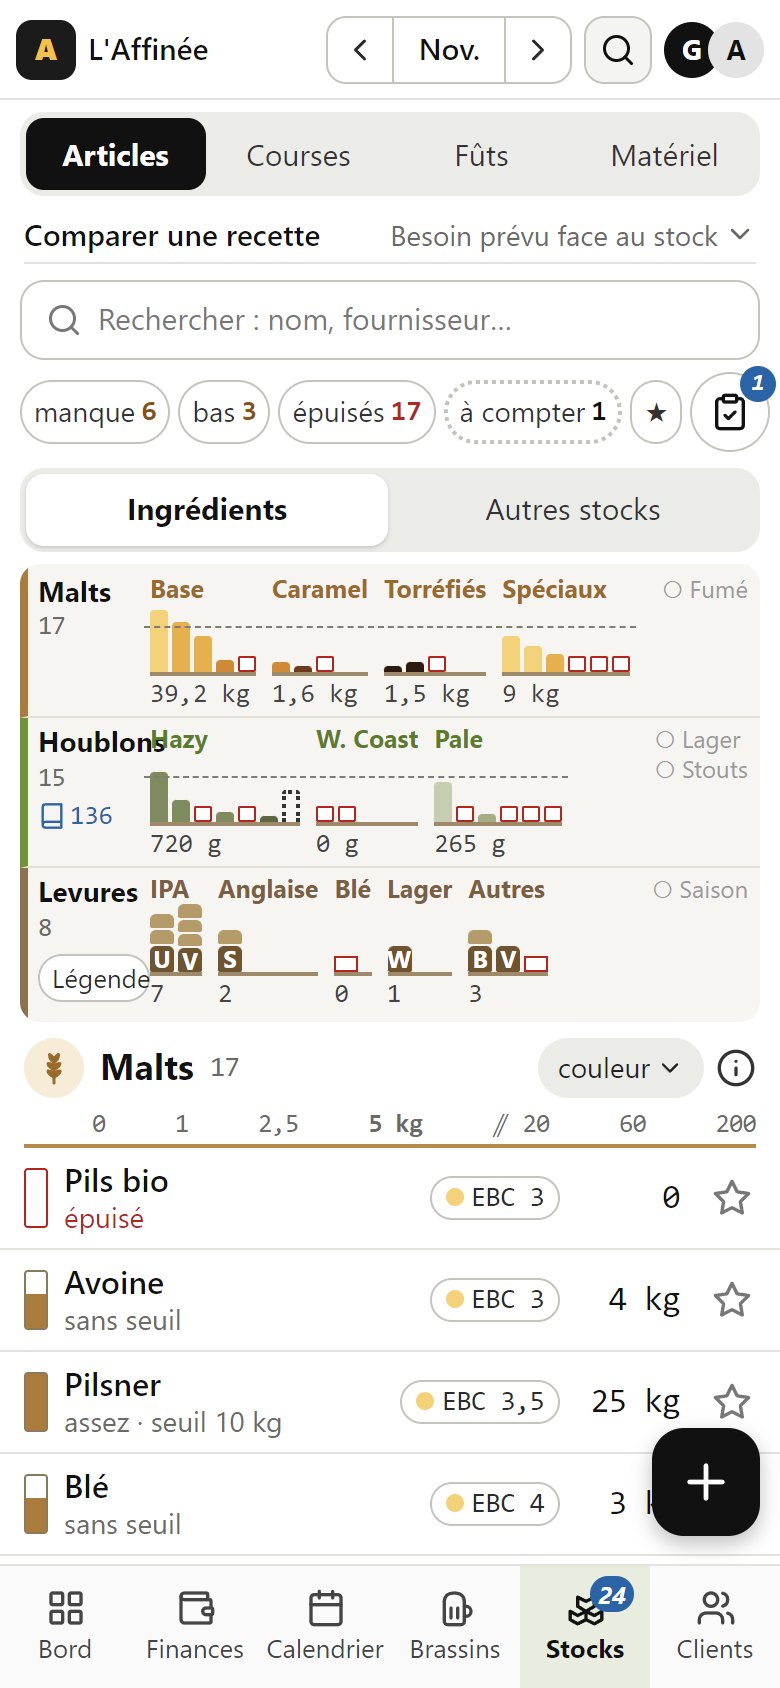 A L'Affinée Nov. G A
Articles Courses Fûts Matériel
Comparer une recette Besoin prévu face au stock
Rechercher : nom, fournisseur...
manque 6 bas 3 épuisés 17 à compter 1 ★ 1
Ingrédients Autres stocks
Malts Base Caramel Torréfiés Spéciaux Fumé
17
39,2 kg 1,6 kg 1,5 kg 9 kg
Houblons Hazy W. Coast Pale Lager
15 Stouts
136
720 g 0 g 265 g
Levures IPA Anglaise Blé Lager Autres Saison
8
U V S W B V
Légende 7 2 0 1 3
Malts 17 couleur
0 1 2,5 5 kg // 20 60 200
Pils bio EBC 3 0
épuisé
Avoine EBC 3 4 kg
sans seuil
Pilsner EBC 3,5 25 kg
assez · seuil 10 kg
Blé EBC 4 3
sans seuil
24
Bord Finances Calendrier Brassins Stocks Clients